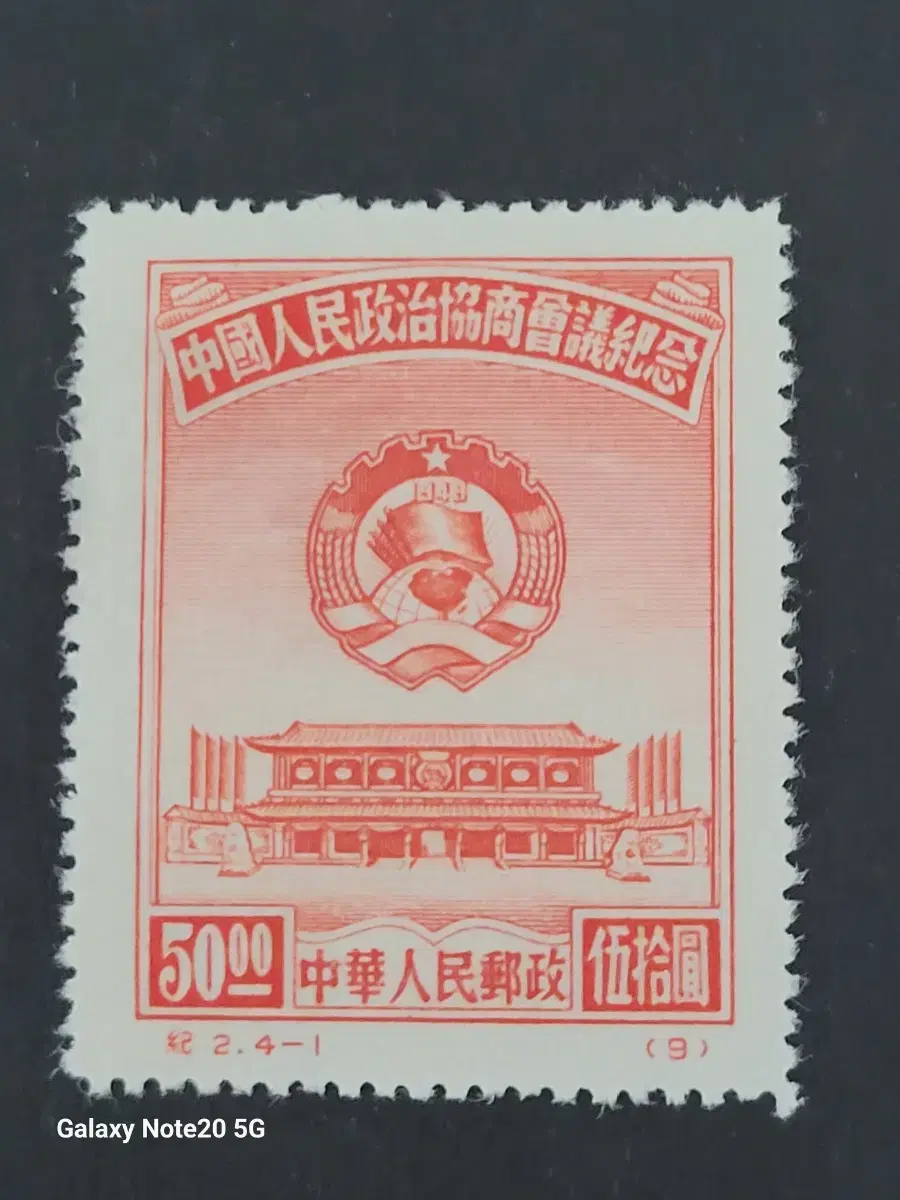 中國人民政治協商會議紀念
1949
50.00
中華人民郵政
伍拾圓
紀 2.4-1
(9)
Galaxy Note20 5G